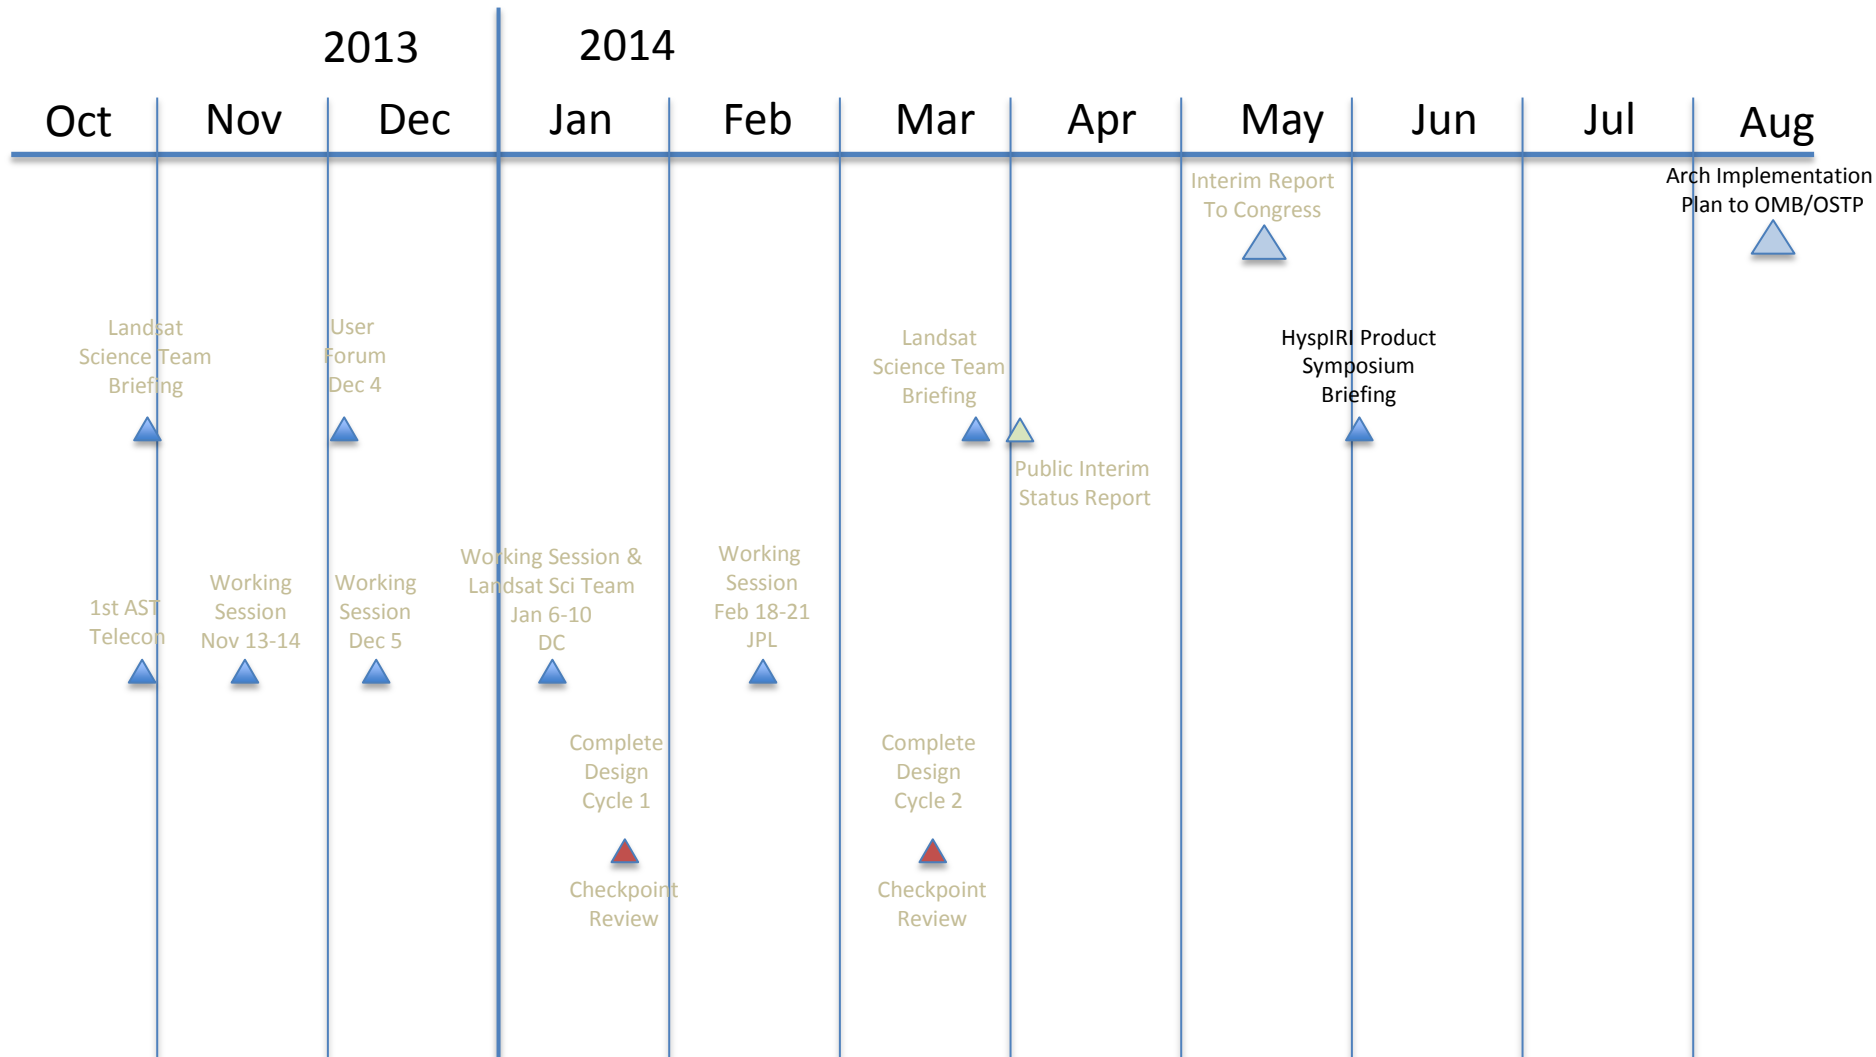 2013
2014
Oct
Nov
Dec
Jan
Feb
Mar
Apr
May
Jun
Jul
Aug
Interim Report
To Congress
Arch Implementation
Plan to OMB/OSTP
Landsat
Science Team
Briefing
User
Forum
Dec 4
Landsat
Science Team
Briefing
HyspIRI Product
Symposium
Briefing
Public Interim
Status Report
1st AST
Telecon
Working
Session
Nov 13-14
Working
Session
Dec 5
Working Session &
Landsat Sci Team
Jan 6-10
DC
Working
Session
Feb 18-21
JPL
Complete
Design
Cycle 1
Checkpoint
Review
Complete
Design
Cycle 2
Checkpoint
Review